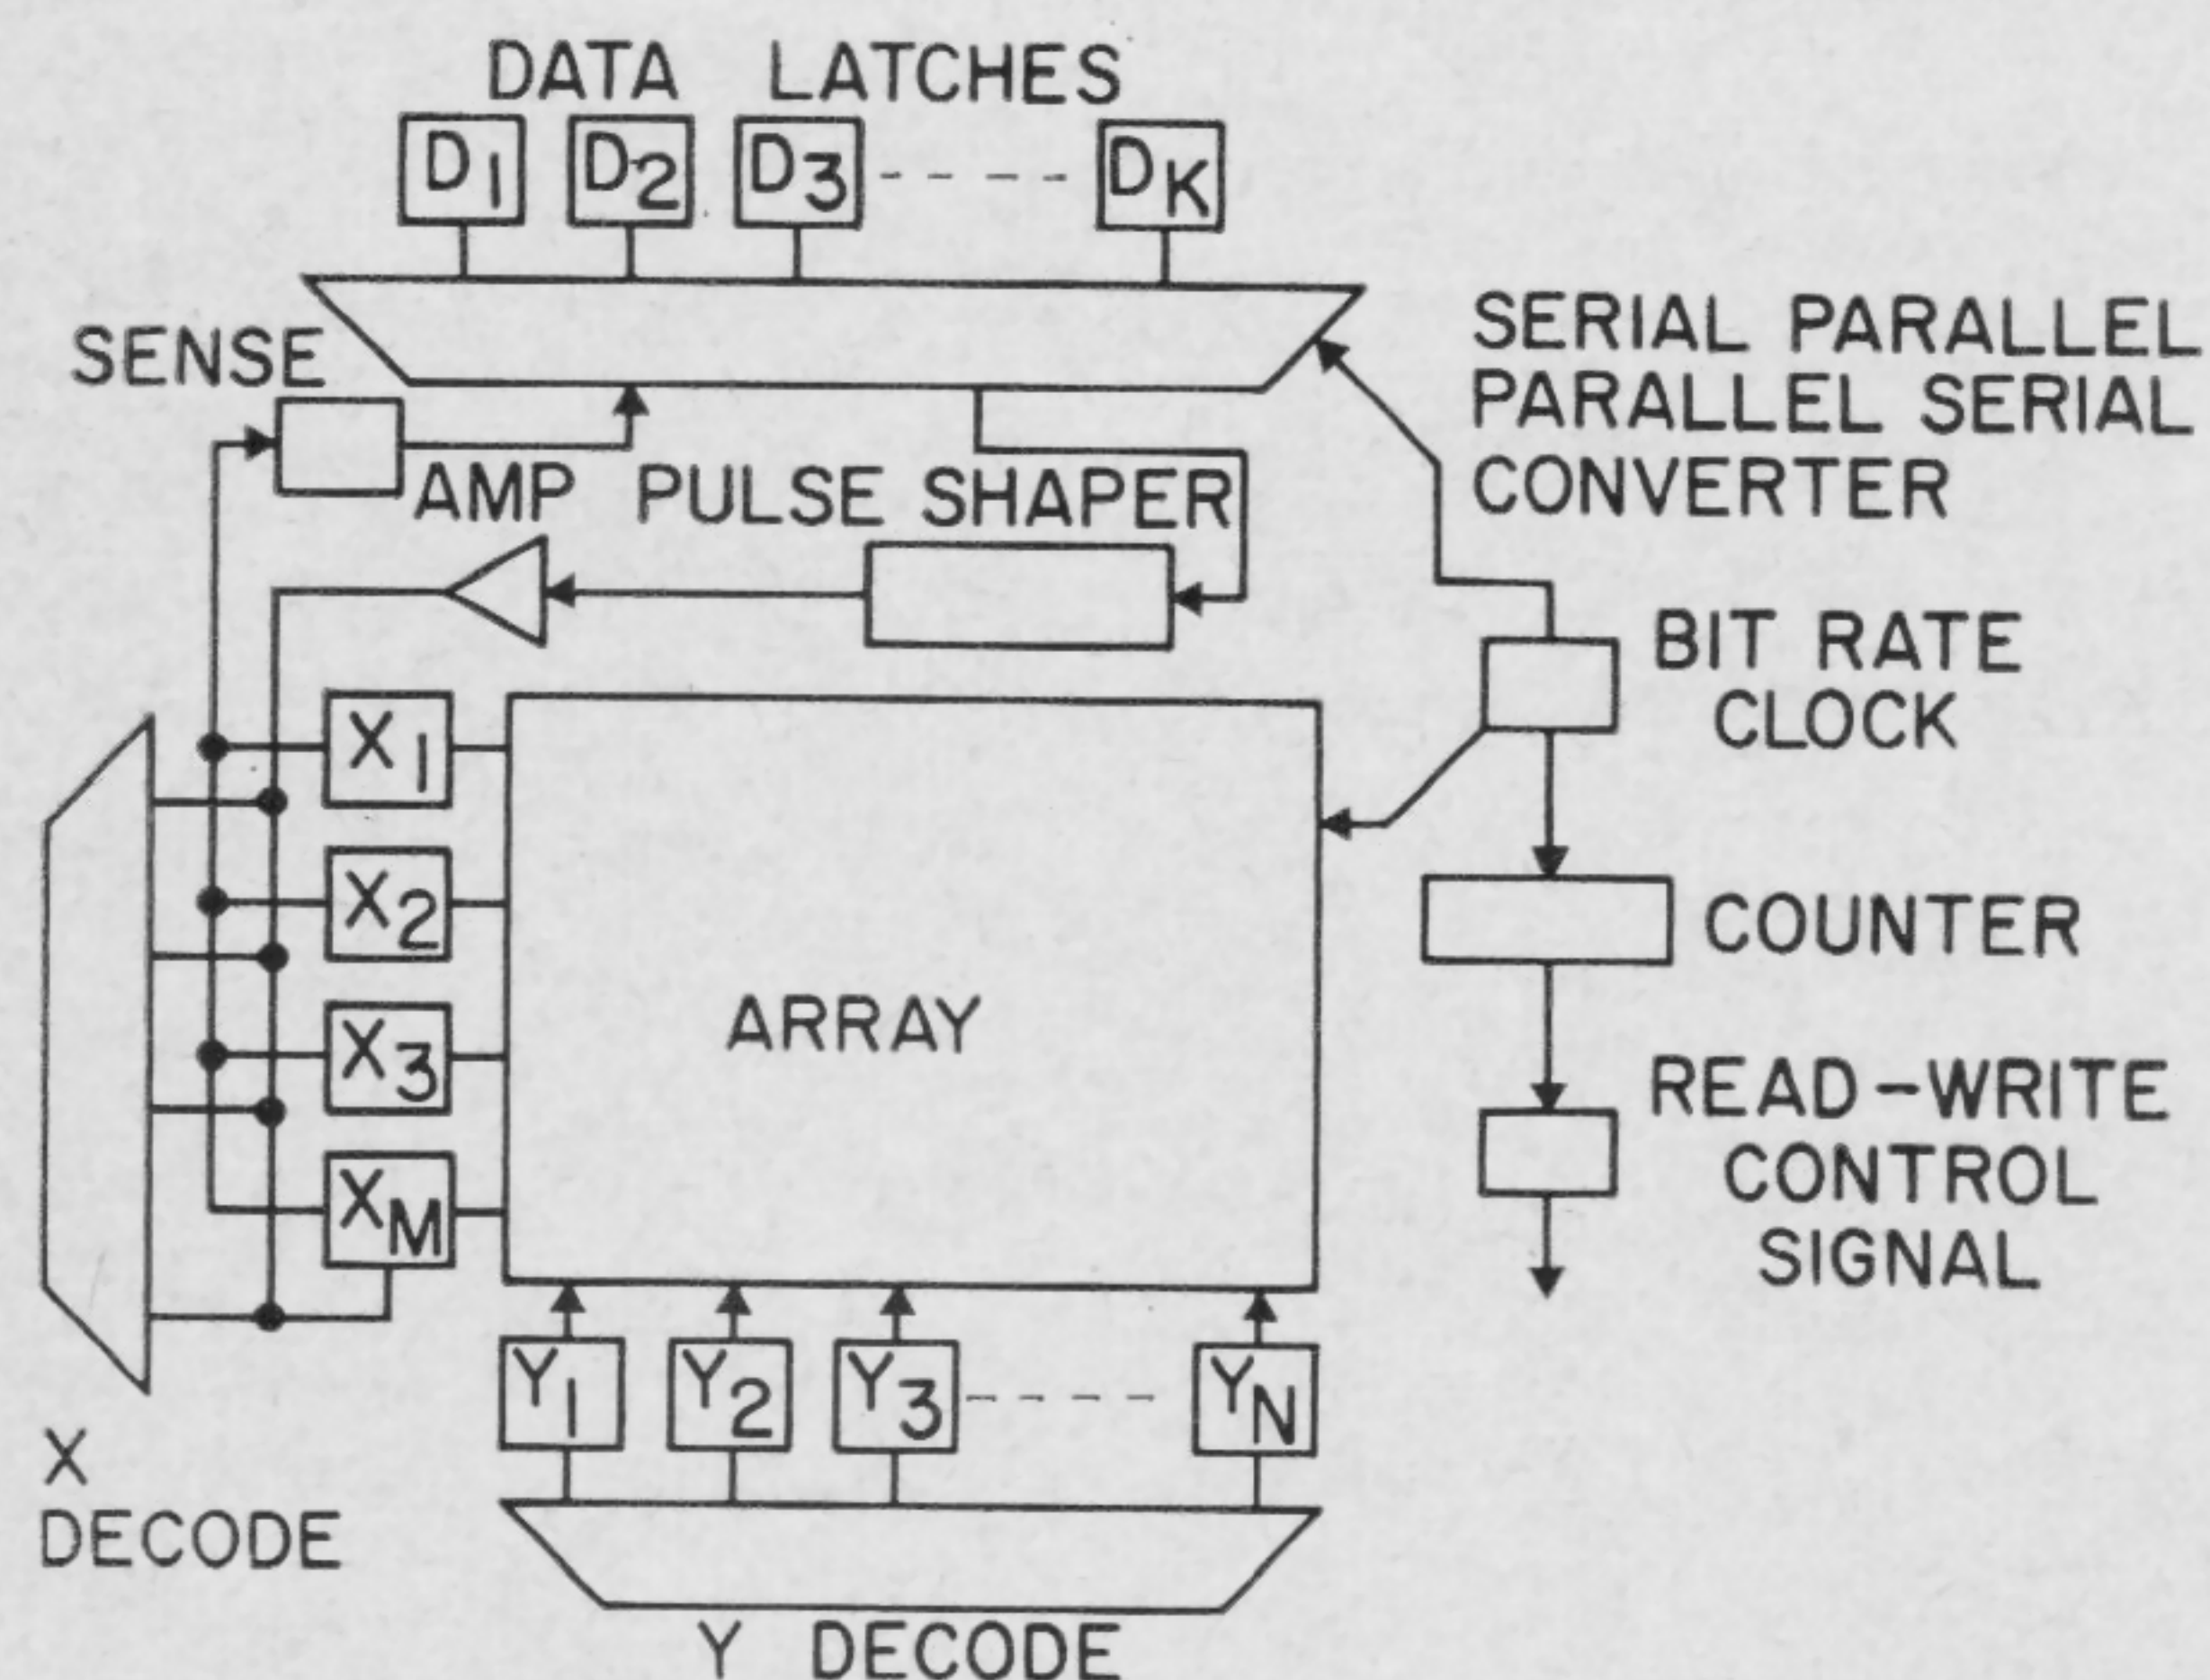 DATA LATCHES
D1 D2 D3 DK
SENSE
AMP
SERIAL PARALLEL
PARALLEL SERIAL
CONVERTER
PULSE SHAPER
BIT RATE
CLOCK
X1
X2
X3
XM
ARRAY
COUNTER
READ-WRITE
CONTROL
SIGNAL
Y1 Y2 Y3 YN
X
DECODE
Y DECODE